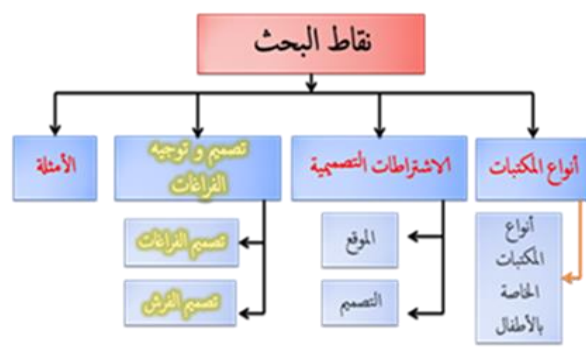 نقاط البحث
أنواع المكتبات
الاشتراطات التصميمية
تصميم و توجيه
الفراغات
الأمثلة
أنواع
المكتبات
الخاصة
بالأطفال
الموقع
التصميم
تصميم الفراغات
تصميم الفرش